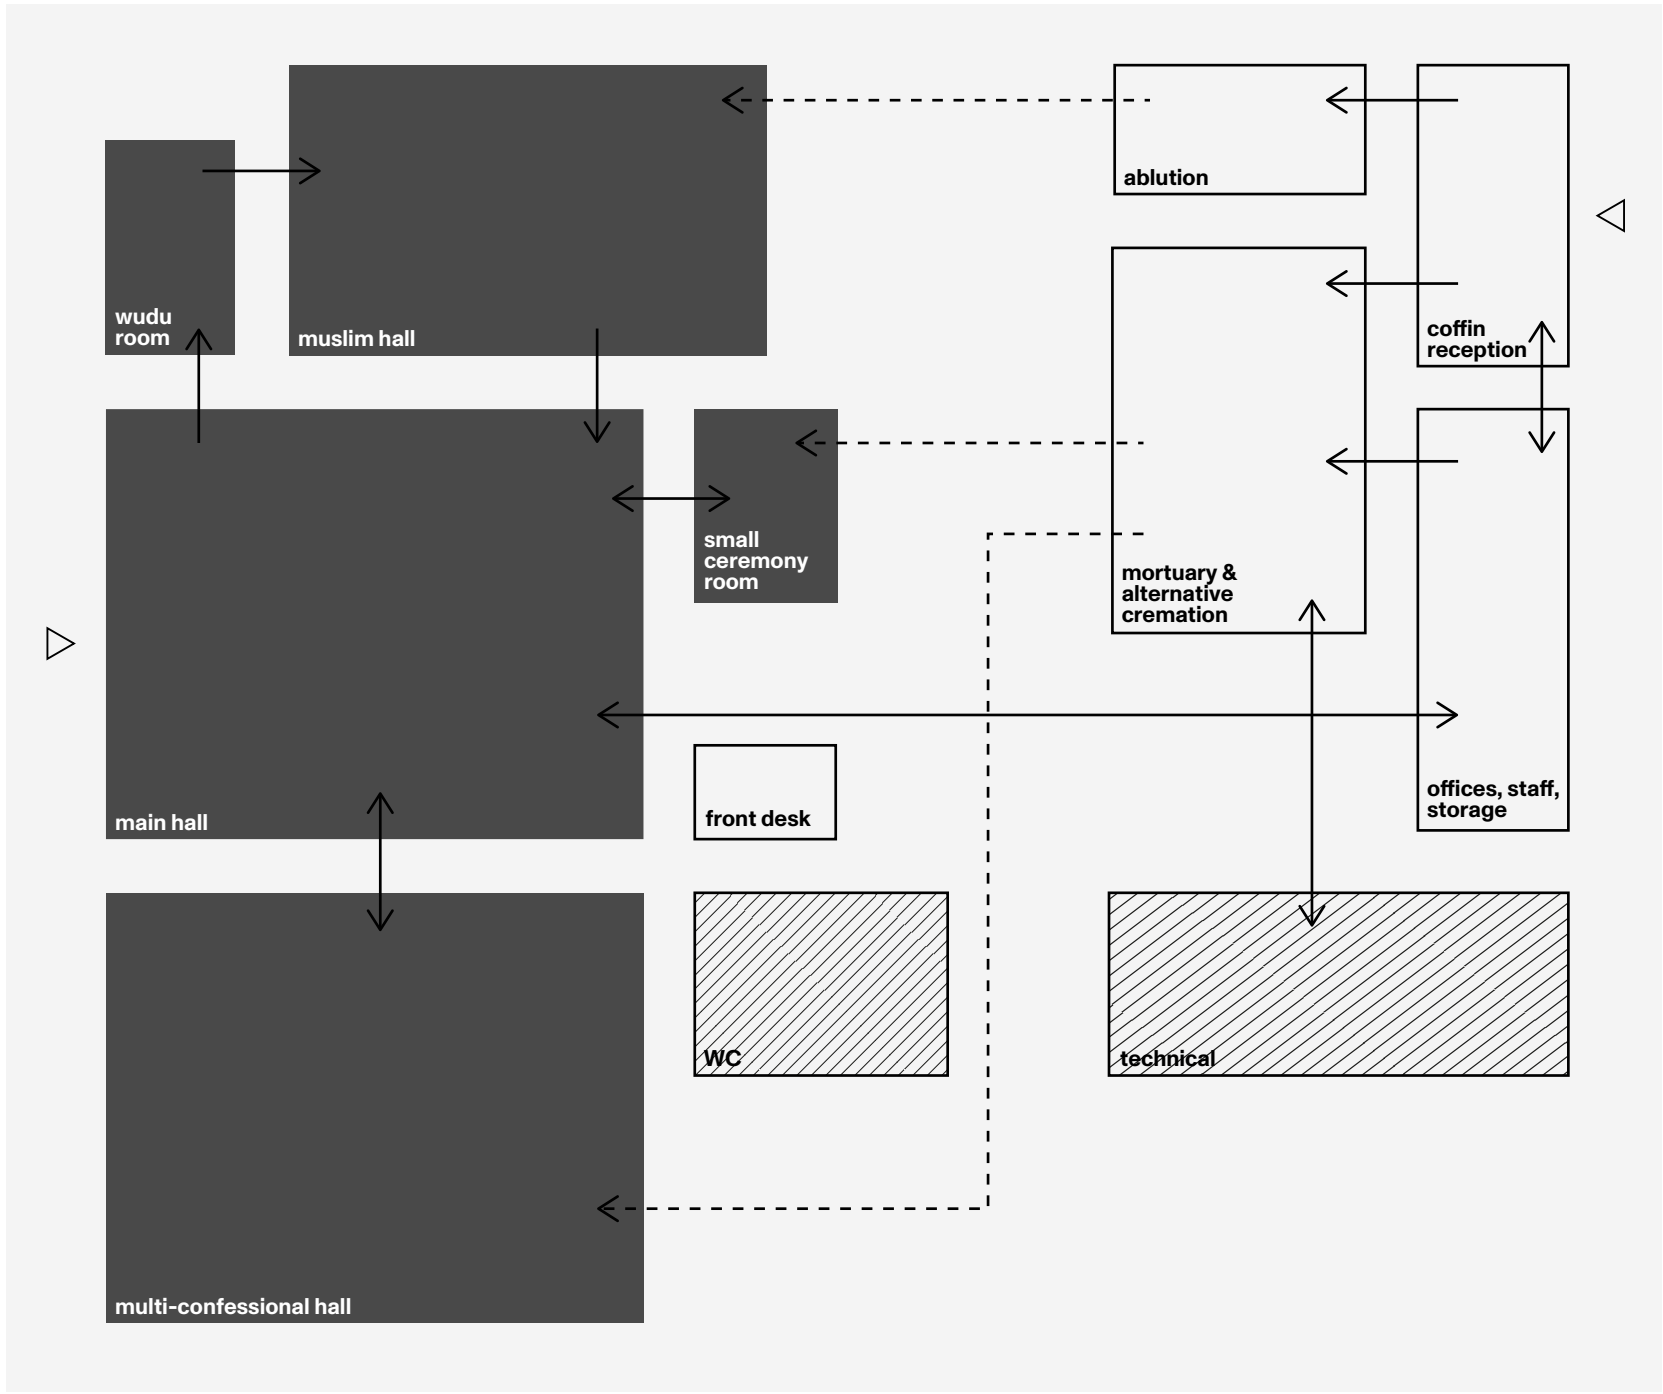 ablution
wudu
room
muslim hall
coffin
reception
small
ceremony
room
mortuary &
alternative
cremation
main hall
front desk
offices, staff,
storage
WC
technical
multi-confessional hall